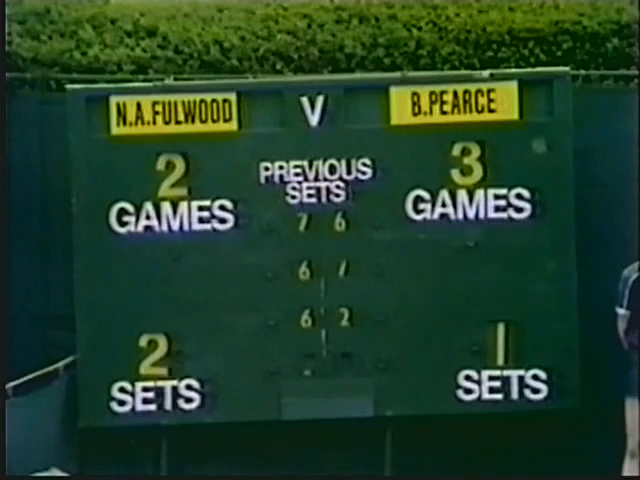 N.A.FULWOOD V B.PEARCE
2 3
GAMES GAMES
PREVIOUS
SETS
7 6
6 7
6 2
2 1
SETS SETS